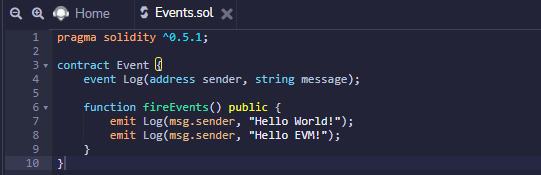 Home Events.sol
1 pragma solidity ^0.5.1;
2
3 contract Event {
4 event Log(address sender, string message);
5
6 function fireEvents() public {
7 emit Log(msg.sender, "Hello World!");
8 emit Log(msg.sender, "Hello EVM!");
9 }
10 }